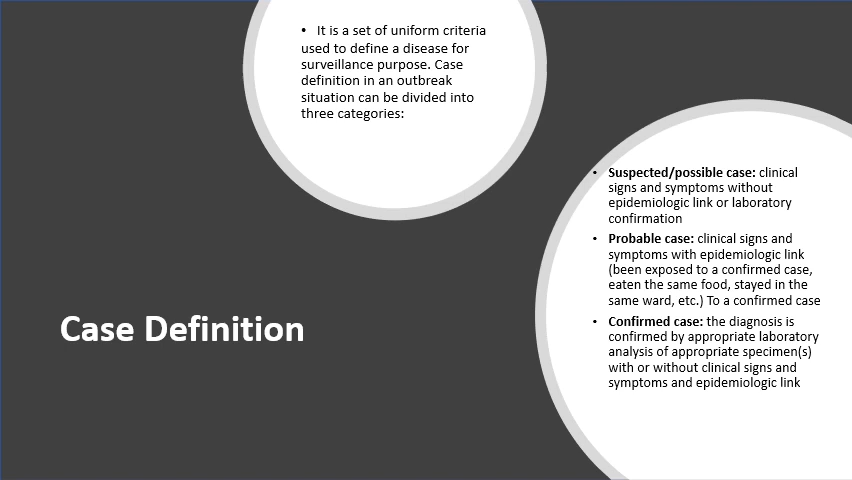 • It is a set of uniform criteria
used to define a disease for
surveillance purpose. Case
definition in an outbreak
situation can be divided into
three categories:
• Suspected/possible case: clinical
signs and symptoms without
epidemiologic link or laboratory
confirmation
• Probable case: clinical signs and
symptoms with epidemiologic link
(been exposed to a confirmed case,
eaten the same food, stayed in the
same ward, etc.) To a confirmed case
• Confirmed case: the diagnosis is
confirmed by appropriate laboratory
analysis of appropriate specimen(s)
with or without clinical signs and
symptoms and epidemiologic link
Case Definition